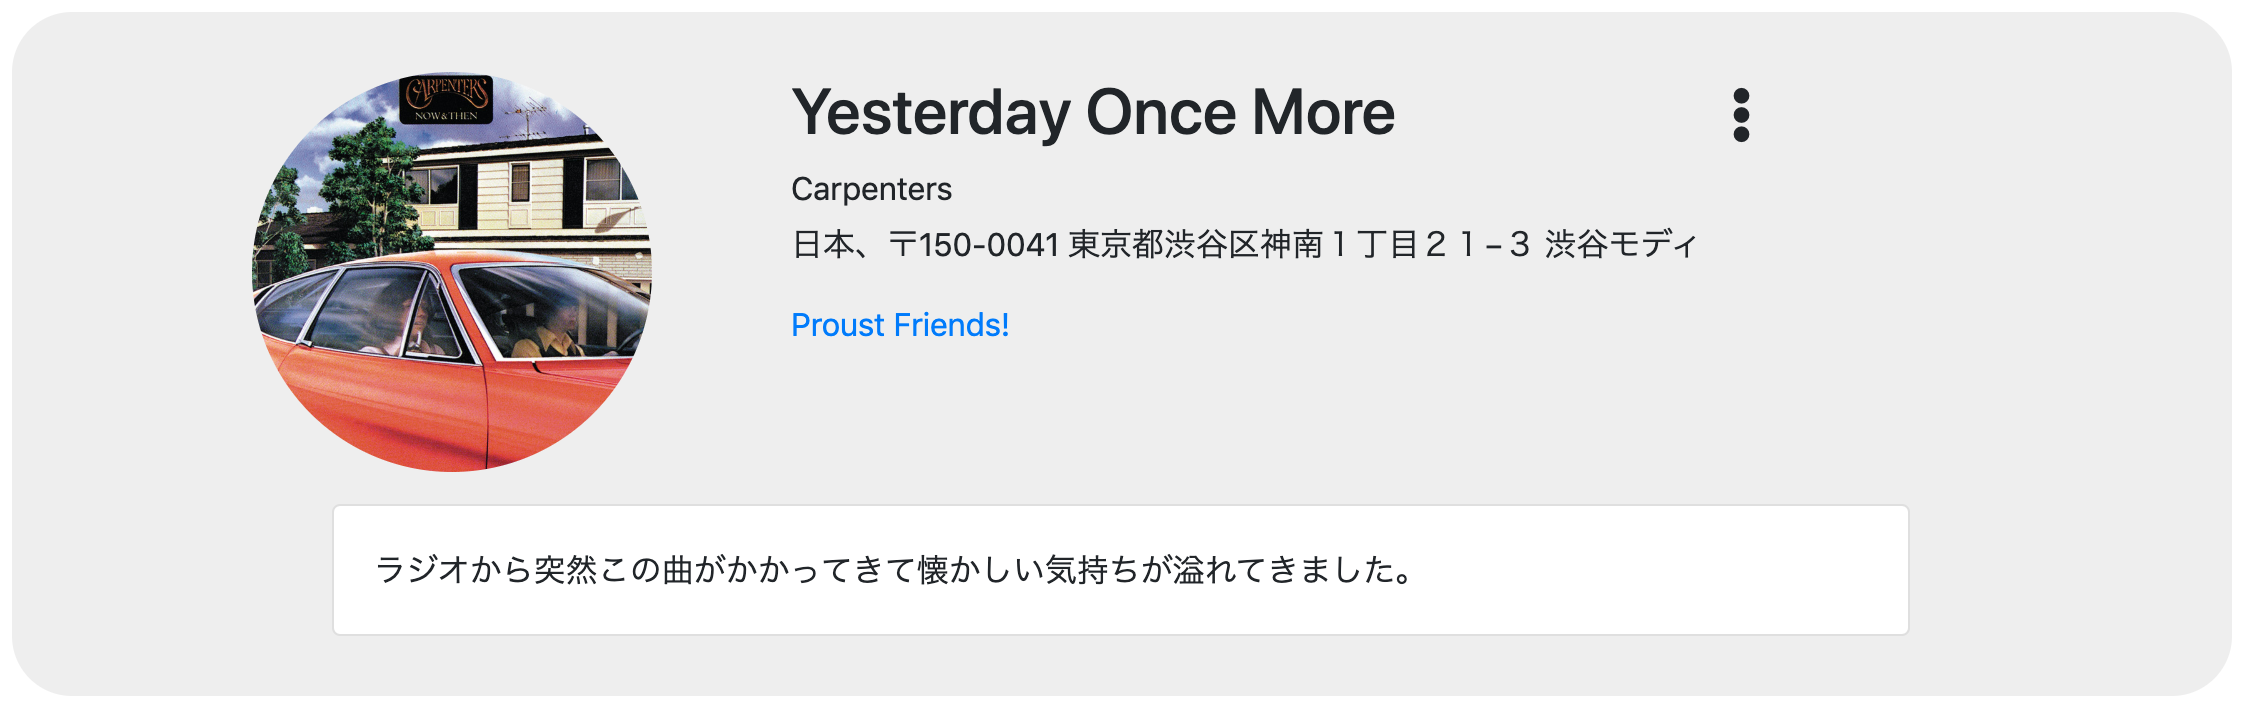 CARPENTERS
NOW & THEN
Yesterday Once More
Carpenters
日本、〒150-0041 東京都渋谷区神南１丁目２１−３ 渋谷モディ
Proust Friends!
ラジオから突然この曲がかかってきて懐かしい気持ちが溢れてきました。